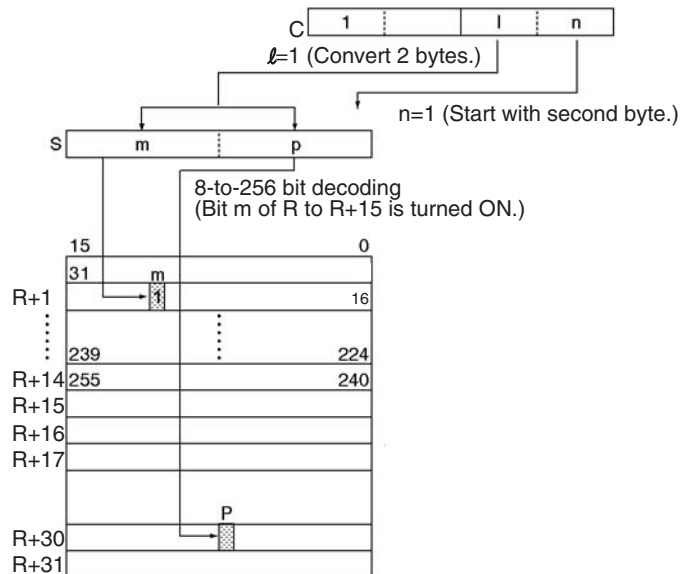 C 1 l n
ℓ=1 (Convert 2 bytes.)
n=1 (Start with second byte.)
S m p
8-to-256 bit decoding
(Bit m of R to R+15 is turned ON.)
15 0
31 m
R+1 1 16
239 224
R+14 255 240
R+15
R+16
R+17
P
R+30
R+31